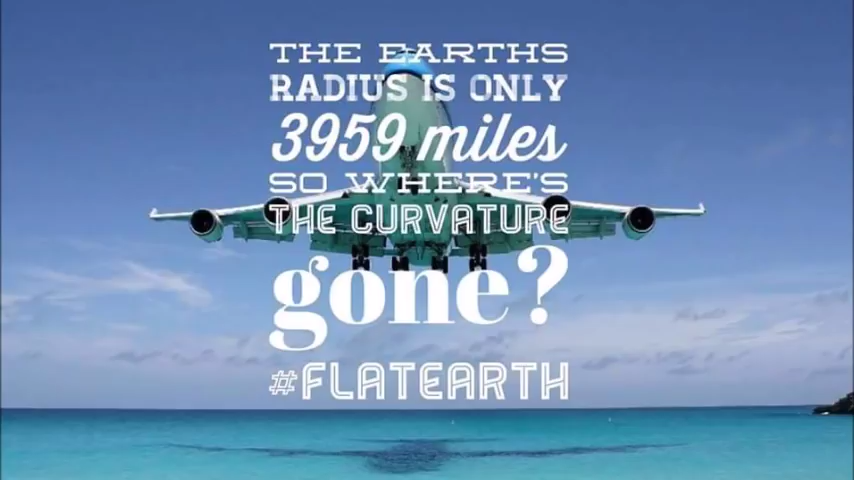 THE EARTHS
RADIUS IS ONLY
3959 miles
SO WHERE'S
THE CURVATURE
gone?
#FLATEARTH